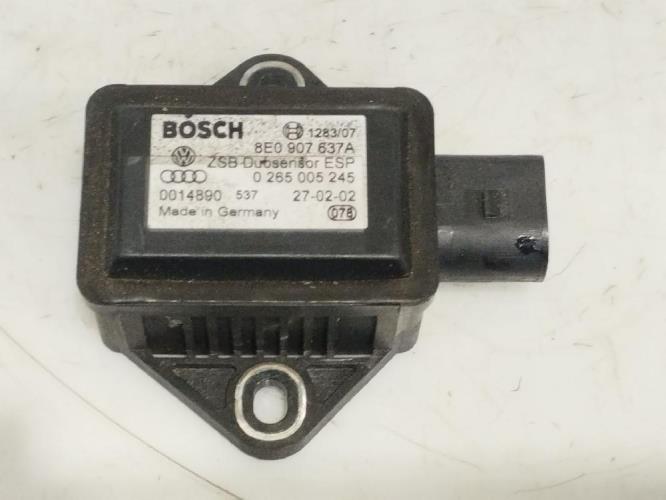 BOSCH 1283/07
8E0 907 637A
ZSB Duosensor ESP
0 265 005 245
0014890 537 27-02-02
Made in Germany 078